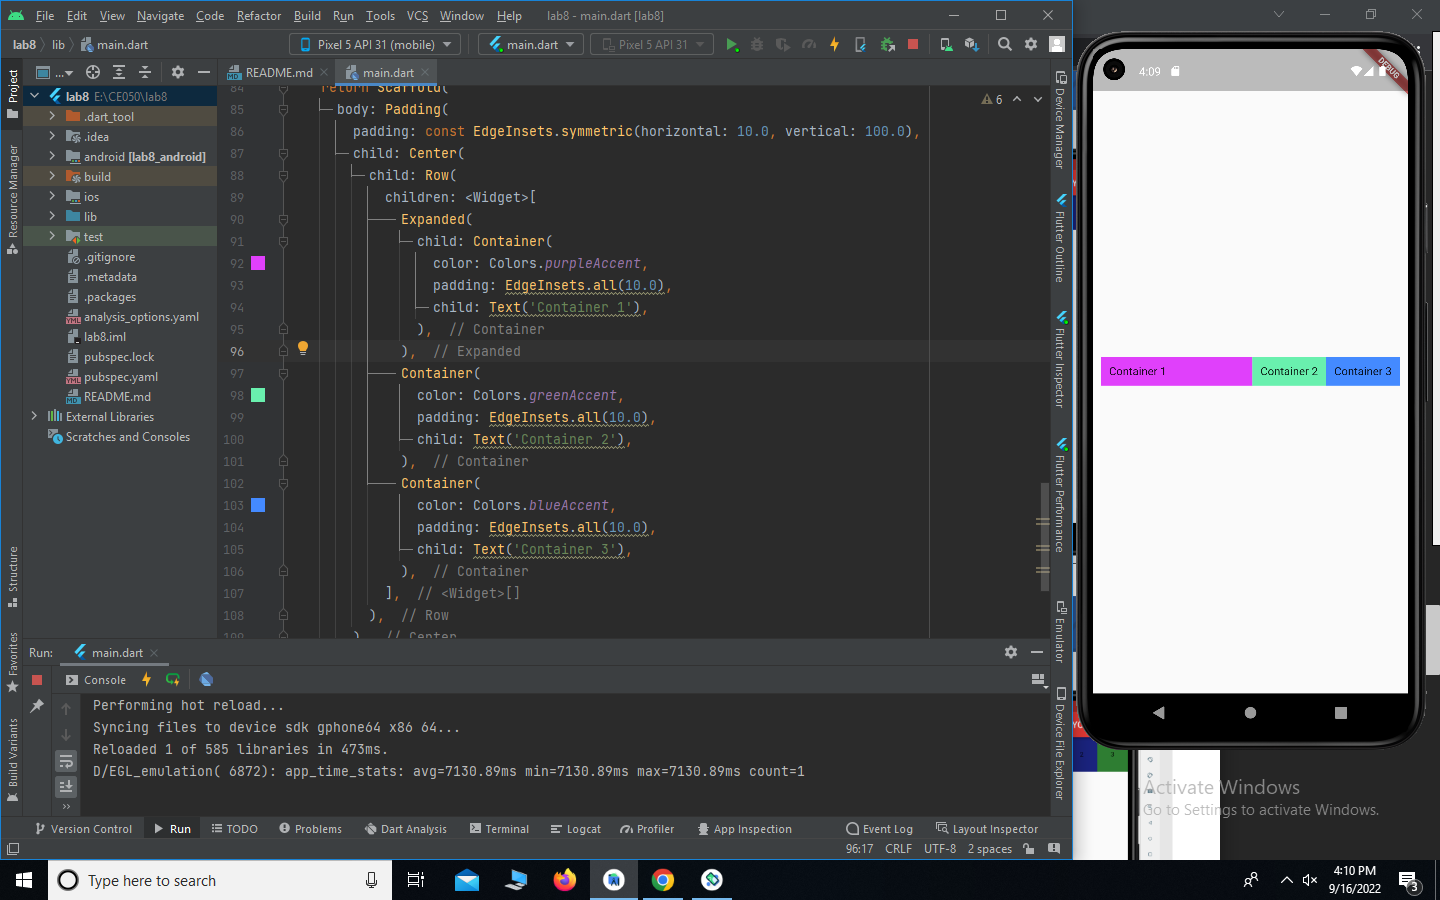 File Edit View Navigate Code Refactor Build Run Tools VCS Window Help lab8 - main.dart [lab8]
lab8 lib main.dart Pixel 5 API 31 (mobile) main.dart Pixel 5 API 31
Project
... README.md main.dart
lab8 E:\CE050\lab8
.dart_tool
.idea
android [lab8_android]
build
ios
lib
test
.gitignore
.metadata
.packages
analysis_options.yaml
lab8.iml
pubspec.lock
pubspec.yaml
README.md
External Libraries
Scratches and Consoles
Resource Manager
Structure
Favorites
Build Variants
6
84 return Scaffold(
85 body: Padding(
86 padding: const EdgeInsets.symmetric(horizontal: 10.0, vertical: 100.0),
87 child: Center(
88 child: Row(
89 children: <Widget>[
90 Expanded(
91 child: Container(
92 color: Colors.purpleAccent,
93 padding: EdgeInsets.all(10.0),
94 child: Text('Container 1'),
95 ), // Container
96 ), // Expanded
97 Container(
98 color: Colors.greenAccent,
99 padding: EdgeInsets.all(10.0),
100 child: Text('Container 2'),
101 ), // Container
102 Container(
103 color: Colors.blueAccent,
104 padding: EdgeInsets.all(10.0),
105 child: Text('Container 3'),
106 ), // Container
107 ], // <Widget>[]
108 ), // Row
109 ) // Center
Device Manager
Flutter Outline
Flutter Inspector
Flutter Performance
Emulator
Device File Explorer
Run: main.dart
Console
Performing hot reload...
Syncing files to device sdk gphone64 x86 64...
Reloaded 1 of 585 libraries in 473ms.
D/EGL_emulation( 6872): app_time_stats: avg=7130.89ms min=7130.89ms max=7130.89ms count=1
Version Control Run TODO Problems Dart Analysis Terminal Logcat Profiler App Inspection Event Log Layout Inspector
96:17 CRLF UTF-8 2 spaces
4:09
DEBUG
Container 1 Container 2 Container 3
2
3
Activate Windows
Go to Settings to activate Windows.
Type here to search
4:10 PM
9/16/2022
3